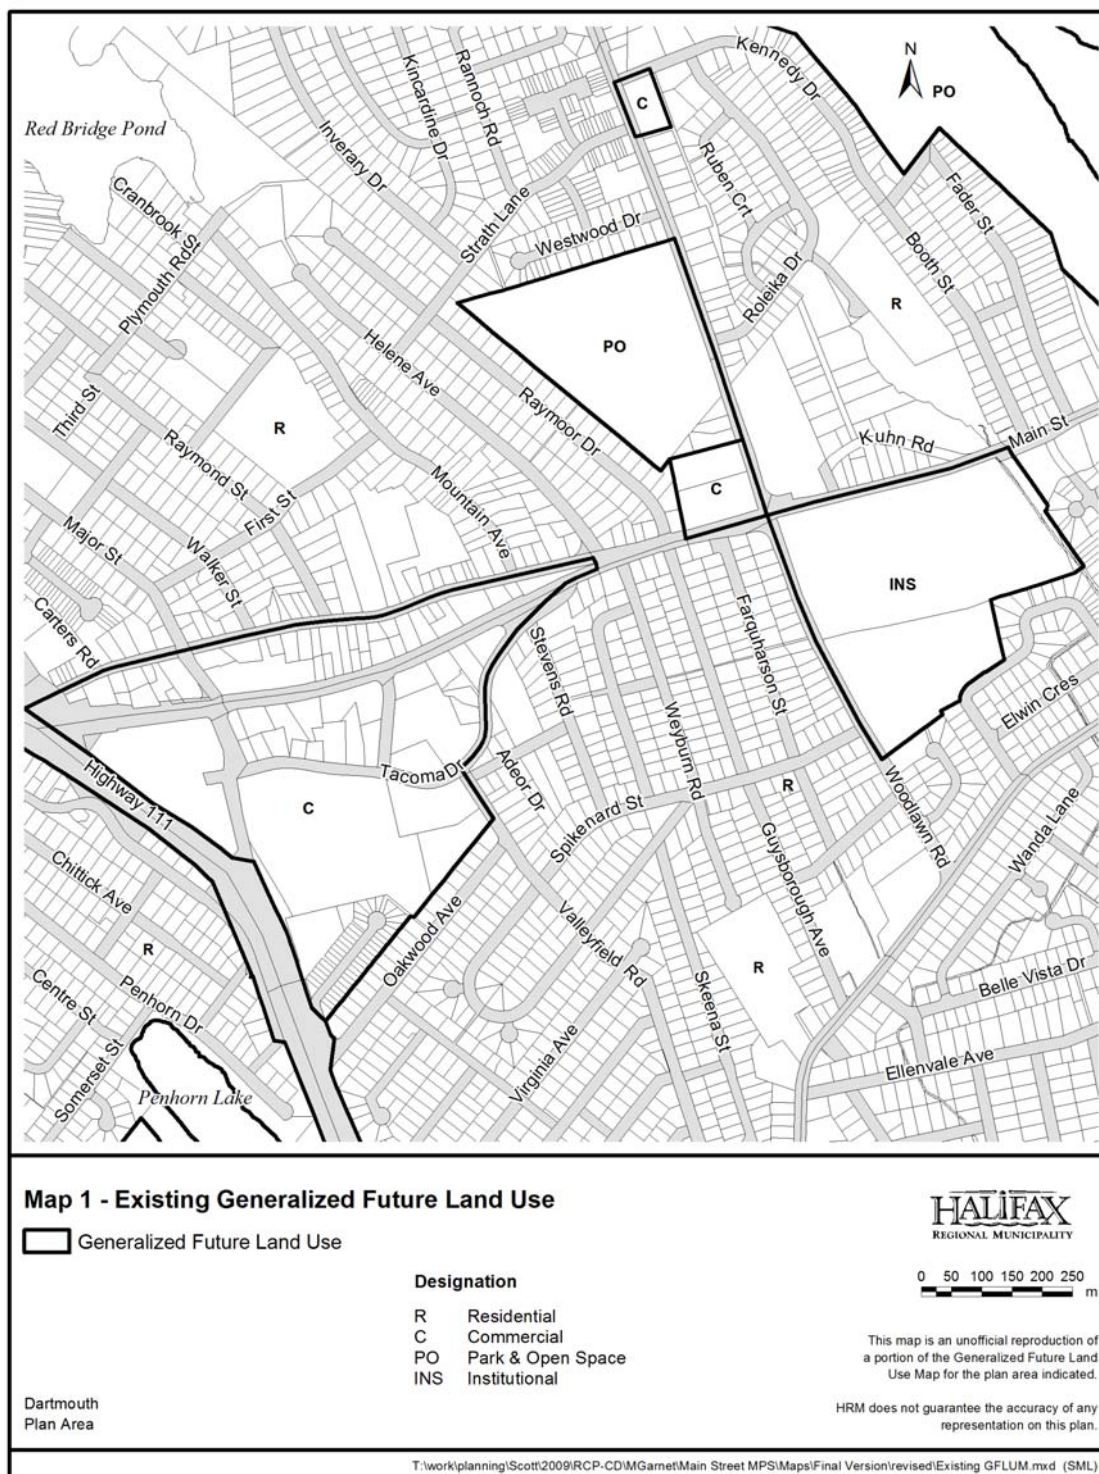 N
PO
C
Kennedy Dr
Kincardine Dr
Rannoch Rd
Red Bridge Pond
Inverary Dr
Ruben Crt
Fader St
Cranbrook St
Strath Lane
Westwood Dr
Booth St
Plymouth Rd
Roleika Dr
R
PO
Helene Ave
Third St
Raymoor Dr
R
Kuhn Rd
Main St
Raymond St
Mountain Ave
C
First St
Major St
Walker St
INS
Carters Rd
Farquharson St
Stevens Rd
Elwin Cres
Weyburn Rd
Highway 111
Tacoma Dr
Adeor Dr
C
R
Woodlawn Rd
Spikenard St
Wanda Lane
Chittick Ave
Guysborough Ave
Oakwood Ave
Valleyfield Rd
R
R
Belle Vista Dr
Penhorn Dr
Centre St
Skeena St
Virginia Ave
Ellenvale Ave
Somerset St
Penhorn Lake
Map 1 - Existing Generalized Future Land Use
Generalized Future Land Use
HALIFAX
REGIONAL MUNICIPALITY
Designation
R Residential
C Commercial
PO Park & Open Space
INS Institutional
0 50 100 150 200 250
m
This map is an unofficial reproduction of
a portion of the Generalized Future Land
Use Map for the plan area indicated.
HRM does not guarantee the accuracy of any
representation on this plan.
Dartmouth
Plan Area
T:\work\planning\Scott\2009\RCP-CD\MGarnet\Main Street MPS\Maps\Final Version\revised\Existing GFLUM.mxd (SML)